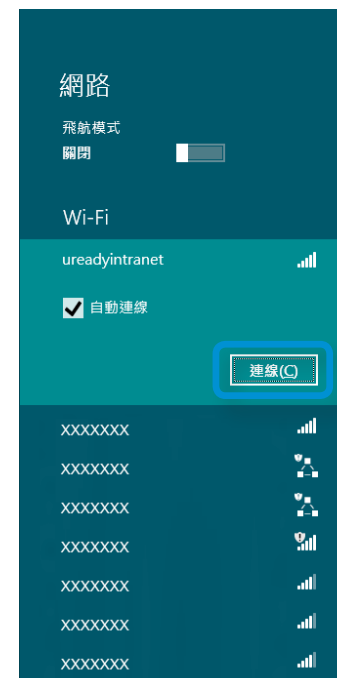 網路
飛航模式
關閉
Wi-Fi
ureadyintranet
自動連線
連線(C)
xxxxxxx
xxxxxxx
xxxxxxx
xxxxxxx
xxxxxxx
xxxxxxx
xxxxxxx